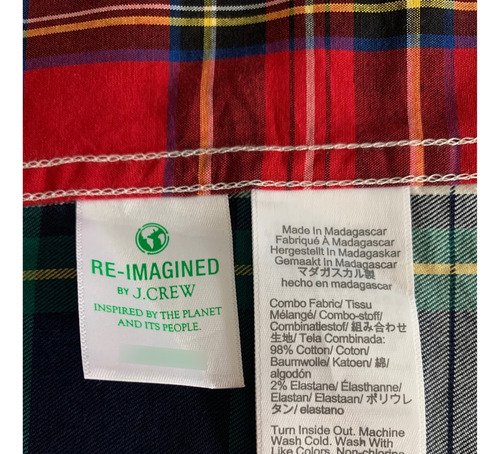 RE-IMAGINED
BY J.CREW
INSPIRED BY THE PLANET
AND ITS PEOPLE.
Made In Madagascar
Fabriqué À Madagascar
Hergestellt In Madagaskar
Gemaakt In Madagascar
マダガスカル製
hecho en madagascar
Combo Fabric/ Tissu
Mélangé/ Combo-stoff/
Combinatiestof/ 組み合わせ
生地/ Tela Combinada:
98% Cotton/ Coton/
Baumwolle/ Katoen/ 綿/
algodón
2% Elastane/ Élasthanne/
Elastan/ Elastaan/ ポリウレ
タン/ elastano
Turn Inside Out. Machine
Wash Cold. Wash With
Like Colors. Non-chlorine